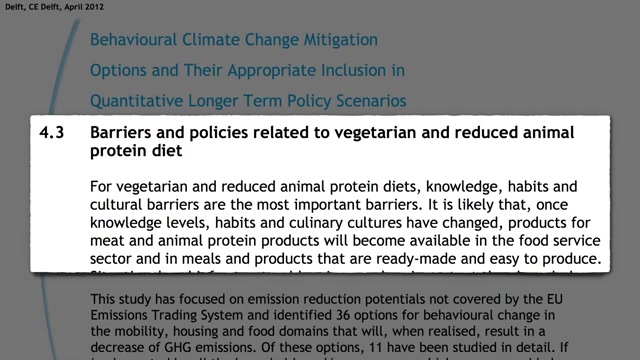 Delft, CE Delft, April 2012
Behavioural Climate Change Mitigation
Options and Their Appropriate Inclusion in
Quantitative Longer Term Policy Scenarios
4.3 Barriers and policies related to vegetarian and reduced animal
protein diet
For vegetarian and reduced animal protein diets, knowledge, habits and
cultural barriers are the most important barriers. It is likely that, once
knowledge levels, habits and culinary cultures have changed, products for
meat and animal protein products will become available in the food service
sector and in meals and products that are ready-made and easy to produce.
This study has focused on emission reduction potentials not covered by the EU
Emissions Trading System and identified 36 options for behavioural change in
the mobility, housing and food domains that will, when realised, result in a
decrease of GHG emissions. Of these options, 11 have been studied in detail. If